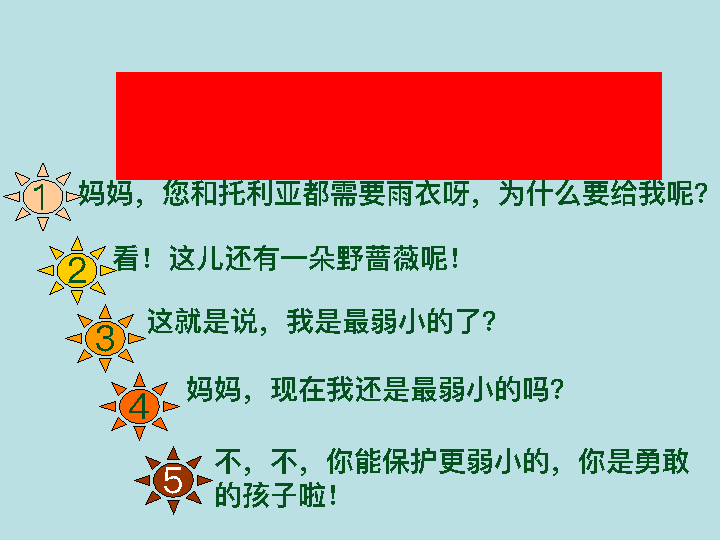 1 妈妈，您和托利亚都需要雨衣呀，为什么要给我呢？
2 看！这儿还有一朵野蔷薇呢！
3 这就是说，我是最弱小的了？
4 妈妈，现在我还是最弱小的吗？
5 不，不，你能保护更弱小的，你是勇敢
的孩子啦！